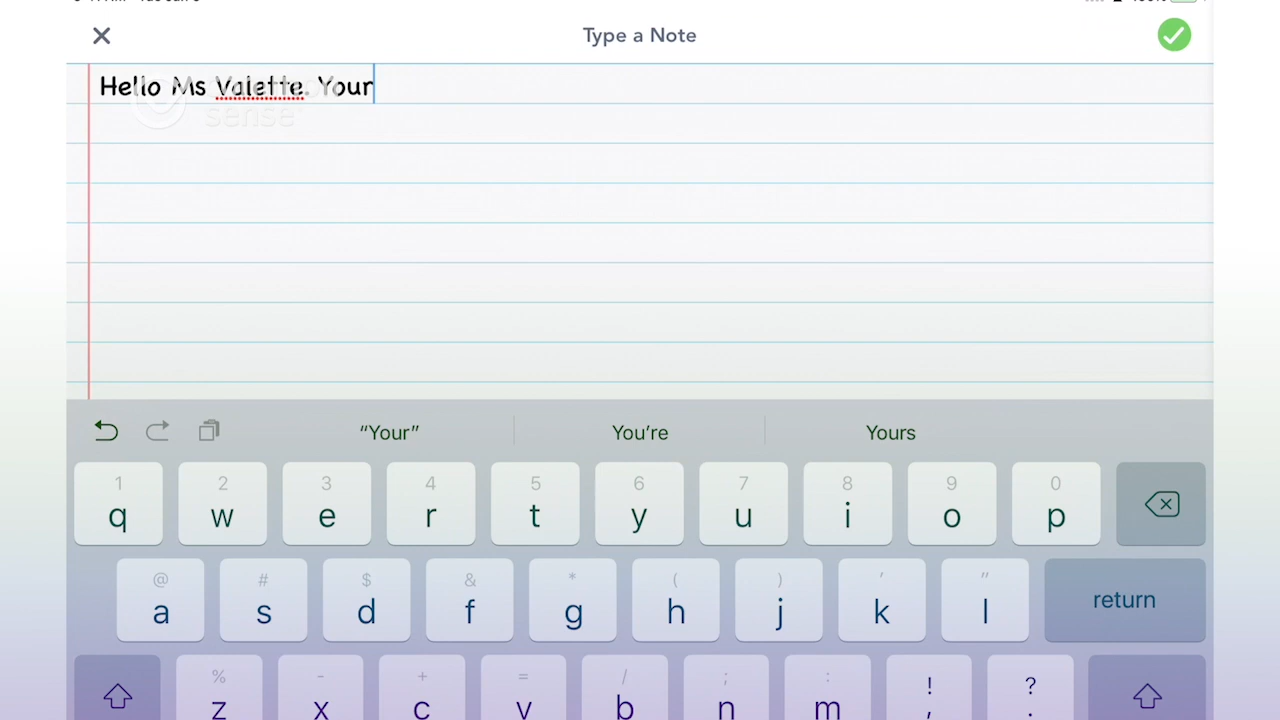 Type a Note
Hello Ms Valette. Your
sense
“Your” You’re Yours
1 2 3 4 5 6 7 8 9 0
q w e r t y u i o p
@ # $ & * ( ) ' "
a s d f g h j k l return
% - + = / ; : ! ?
z x c v b n m , .